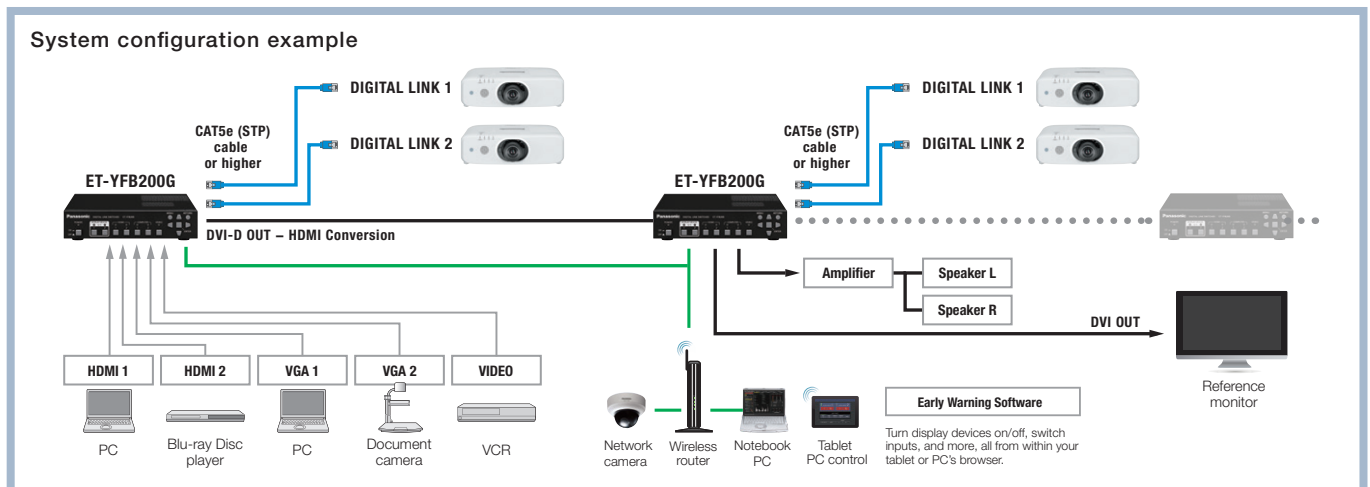 System configuration example
DIGITAL LINK 1
CAT5e (STP)
cable
or higher
DIGITAL LINK 2
ET-YFB200G
Panasonic
DVI-D OUT – HDMI Conversion
DIGITAL LINK 1
CAT5e (STP)
cable
or higher
DIGITAL LINK 2
ET-YFB200G
Panasonic
Panasonic
Amplifier
Speaker L
Speaker R
DVI OUT
HDMI 1
HDMI 2
VGA 1
VGA 2
VIDEO
PC
Blu-ray Disc
player
PC
Document
camera
VCR
Network
camera
Wireless
router
Notebook
PC
Tablet
PC control
Early Warning Software
Turn display devices on/off, switch
inputs, and more, all from within your
tablet or PC's browser.
Reference
monitor